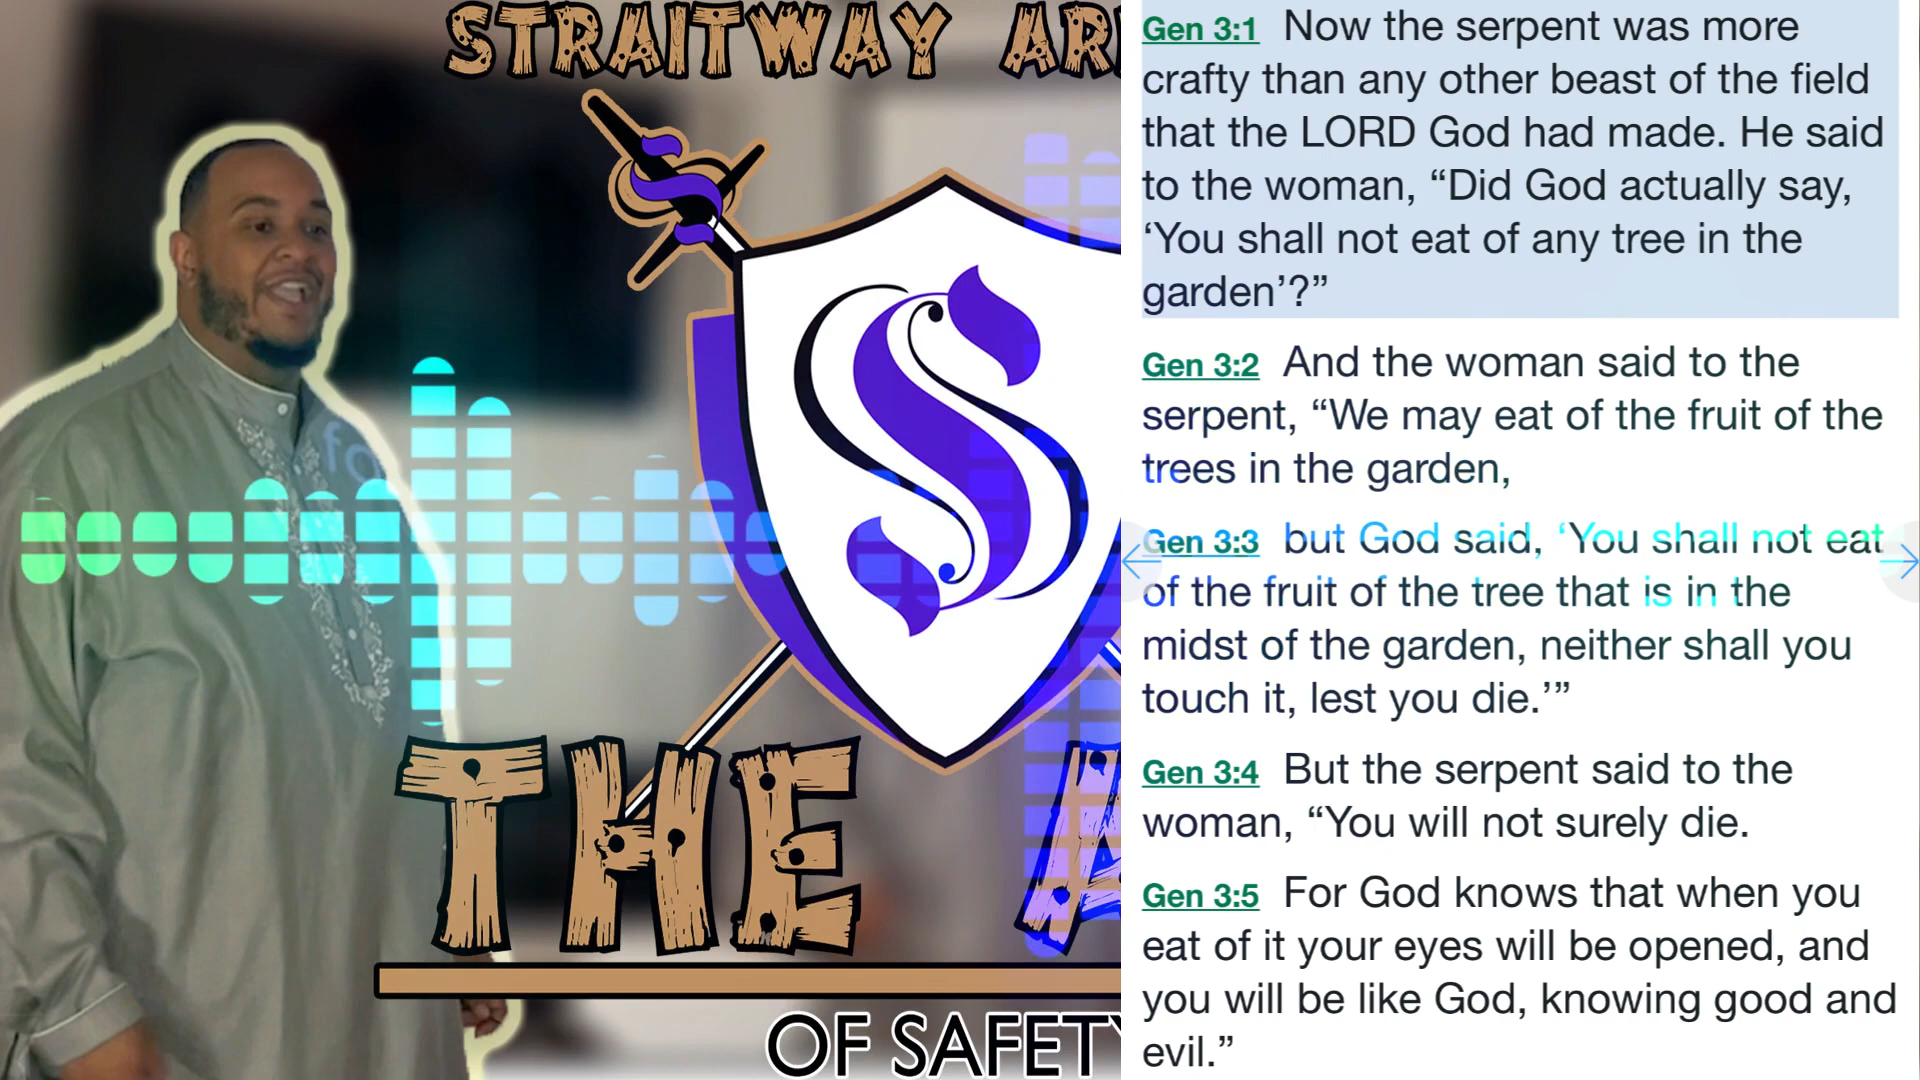 STRAITWAY
S
THE
OF SAFETY
Gen 3:1 Now the serpent was more
crafty than any other beast of the field
that the LORD God had made. He said
to the woman, “Did God actually say,
‘You shall not eat of any tree in the
garden’?”
Gen 3:2 And the woman said to the
serpent, “We may eat of the fruit of the
trees in the garden,
Gen 3:3 but God said, ‘You shall not eat
of the fruit of the tree that is in the
midst of the garden, neither shall you
touch it, lest you die.’”
Gen 3:4 But the serpent said to the
woman, “You will not surely die.
Gen 3:5 For God knows that when you
eat of it your eyes will be opened, and
you will be like God, knowing good and
evil.”